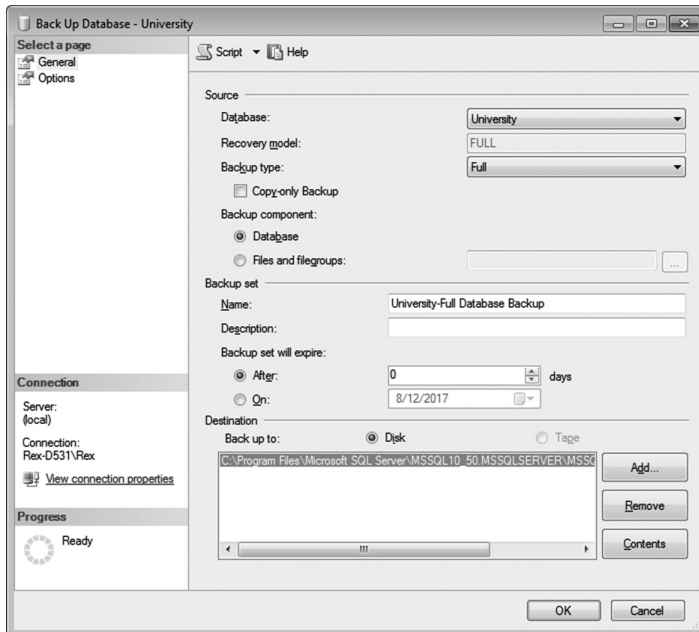 Back Up Database - University
Select a page
General
Options
Script Help
Source
Database: University
Recovery model: FULL
Backup type: Full
Copy-only Backup
Backup component:
Database
Files and filegroups: ...
Backup set
Name: University-Full Database Backup
Description:
Backup set will expire:
After: 0 days
On: 8/12/2017
Destination
Back up to: Disk Tape
C:\Program Files\Microsoft SQL Server\MSSQL10_50.MSSQLSERVER\MSSQ
Add...
Remove
Contents
Connection
Server:
(local)
Connection:
Rex-D531\Rex
View connection properties
Progress
Ready
OK Cancel